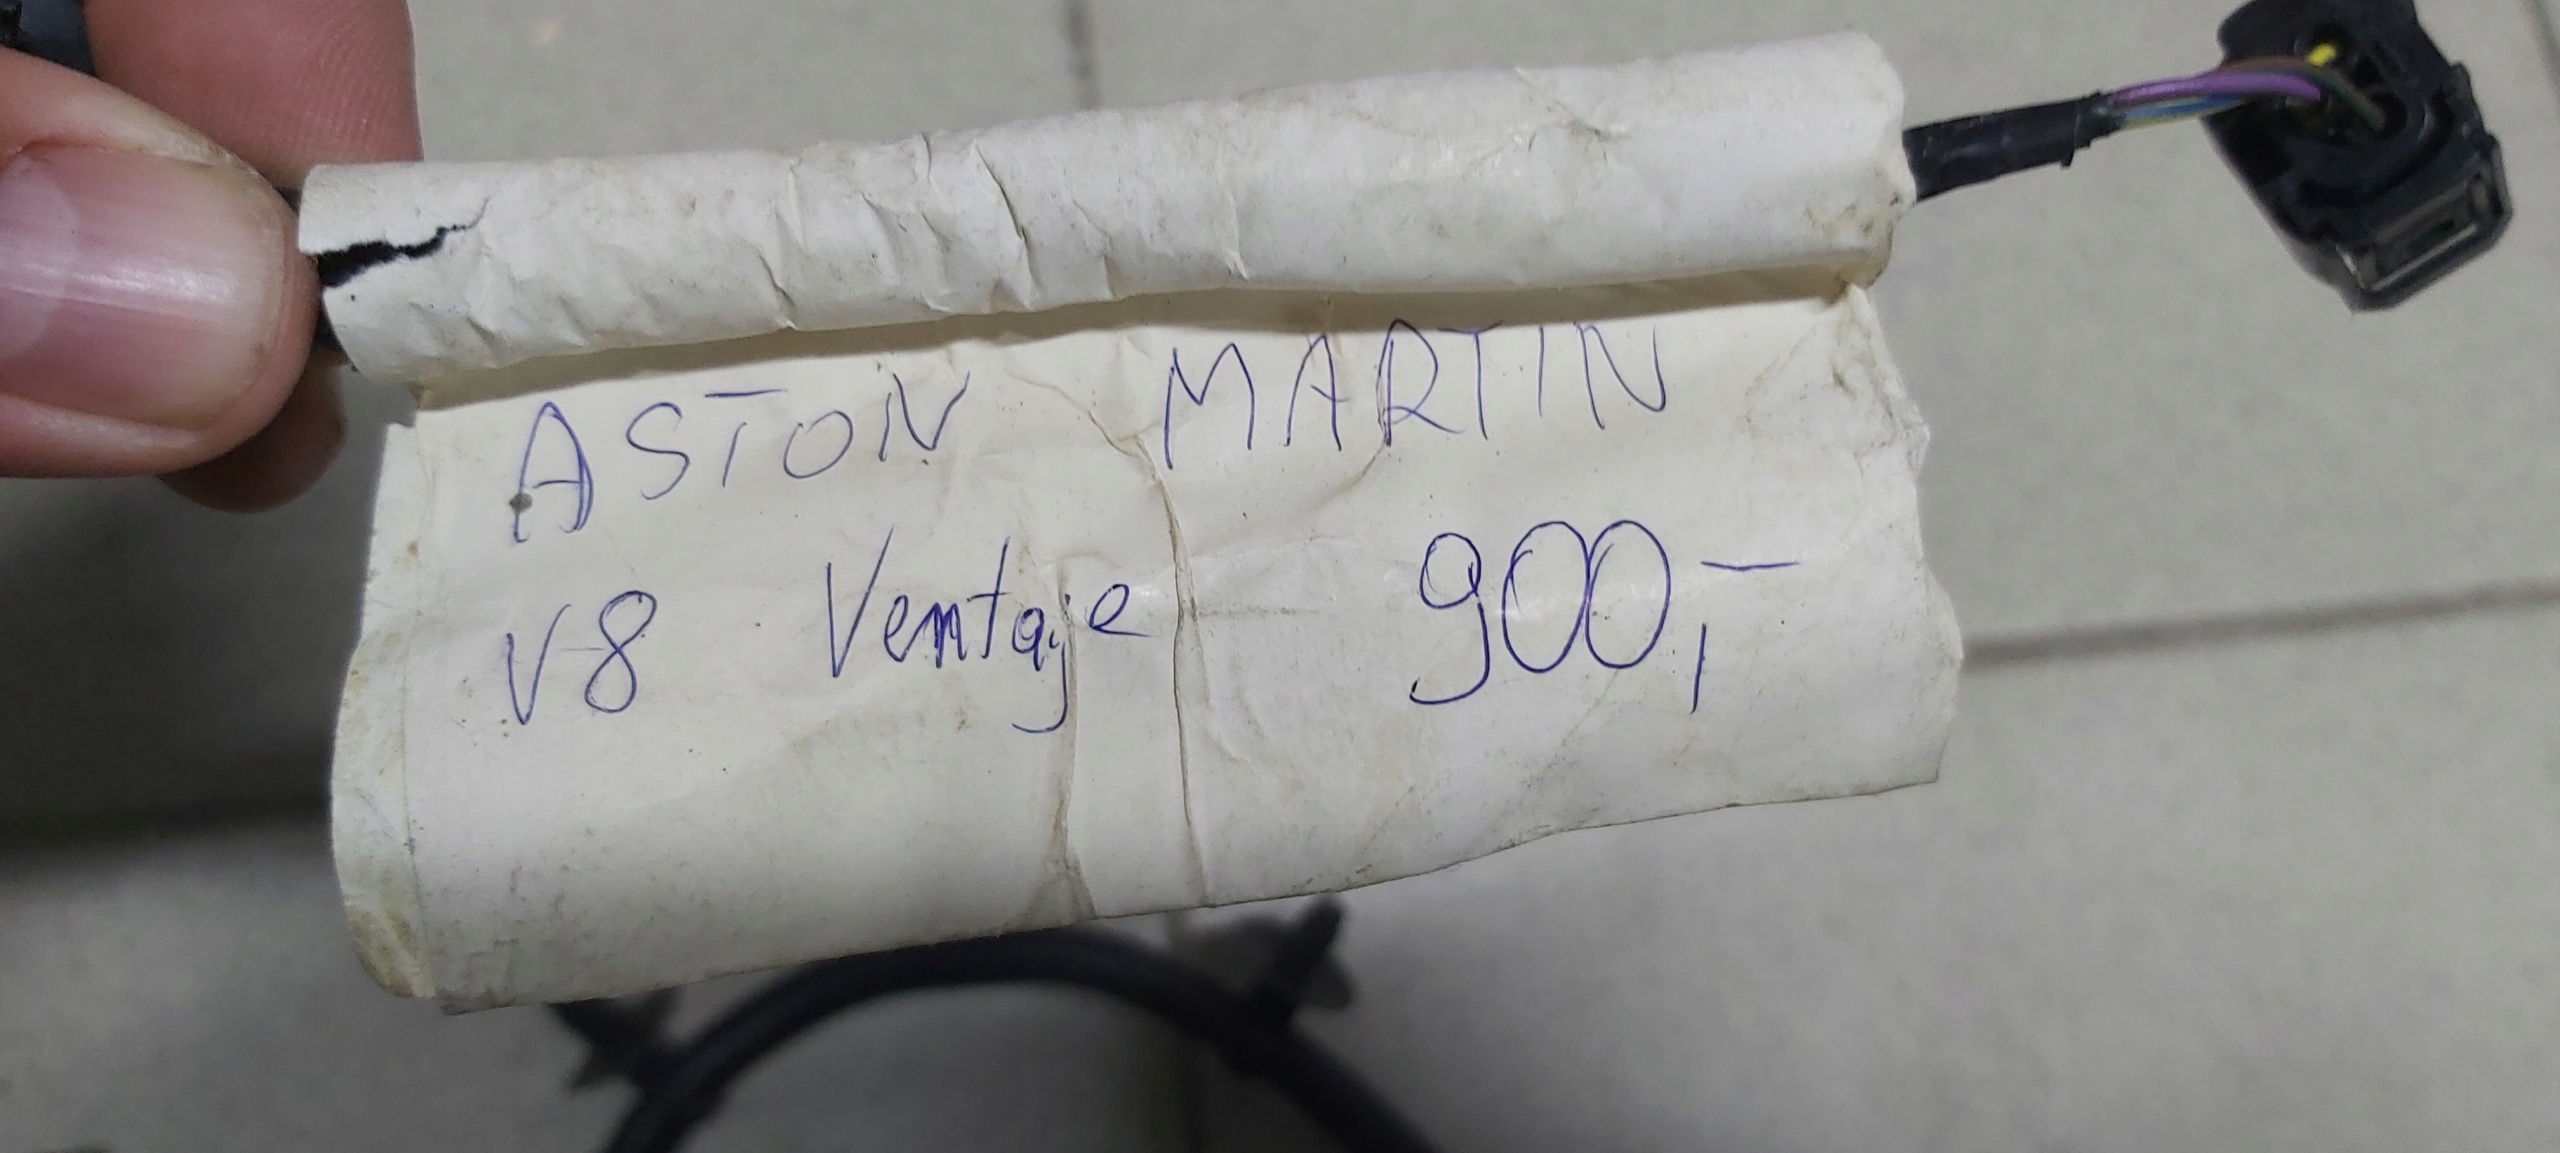 ASTON MARTIN
V8 Ventaje 900,-